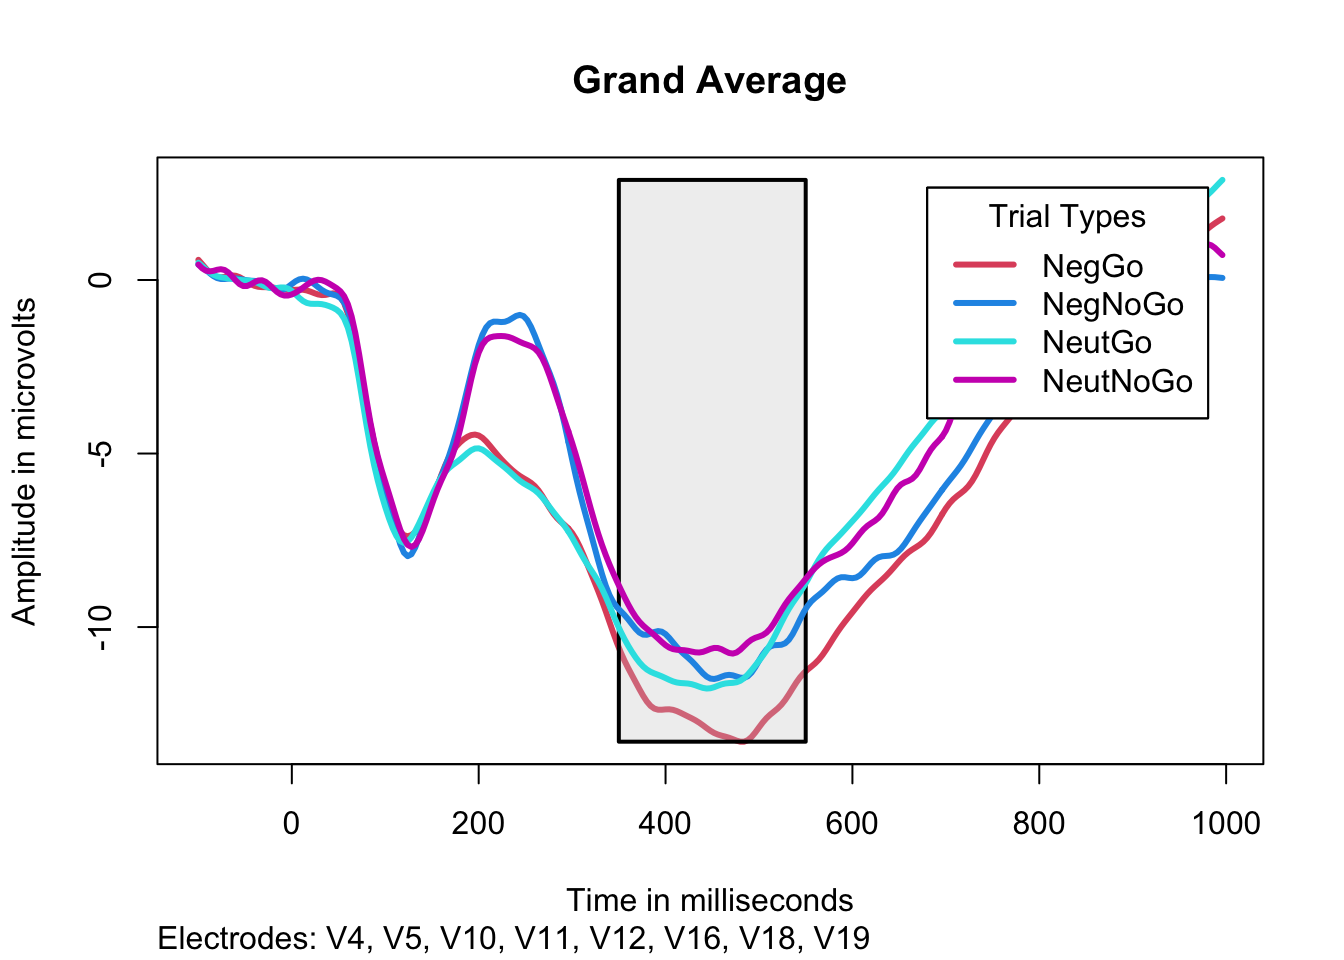 Grand Average
Amplitude in microvolts
0
-5
-10
Trial Types
NegGo
NegNoGo
NeutGo
NeutNoGo
0 200 400 600 800 1000
Time in milliseconds
Electrodes: V4, V5, V10, V11, V12, V16, V18, V19